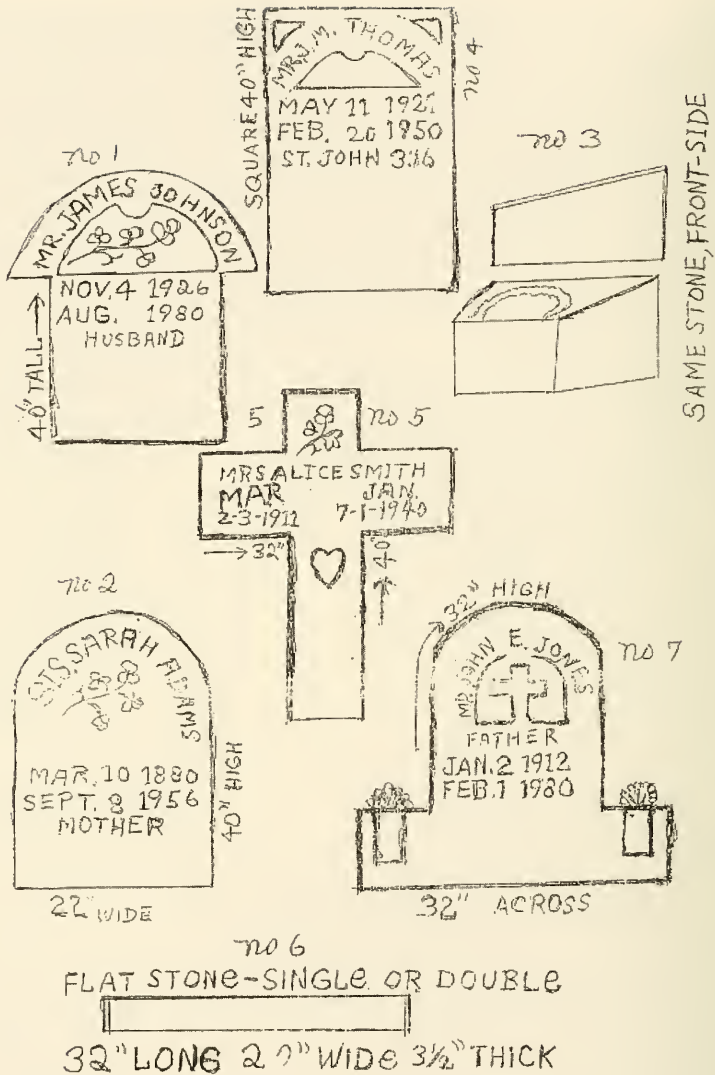 SQUARE 40" HIGH
MR. J.M. THOMAS
MAY 11 1921
FEB. 20 1950
ST. JOHN 3:16
no 4
no 3
SAME STONE, FRONT-SIDE
no 1
MR. JAMES JOHNSON
NOV. 4 1926
AUG. 1980
HUSBAND
40" TALL
5 no 5
MRS ALICE SMITH
MAR JAN.
2-3-1911 7-1-1940
32"
40"
no 2
SIS. SARAH ADAMS
MAR. 10 1880
SEPT. 8 1956
MOTHER
40" HIGH
22" WIDE
32" HIGH
no 7
MR. JOHN E. JONES
FATHER
JAN. 2 1912
FEB. 1 1980
32" ACROSS
no 6
FLAT STONE-SINGLE OR DOUBLE
32" LONG WIDE 3½" THICK